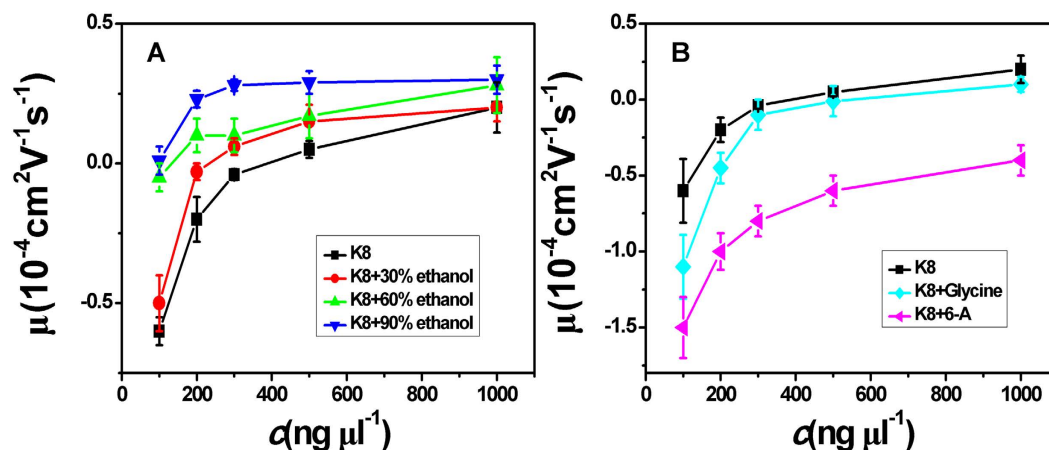 A
μ(10⁻⁴cm²V⁻¹s⁻¹)
0.5
0.0
-0.5
K8
K8+30% ethanol
K8+60% ethanol
K8+90% ethanol
0 200 400 600 800 1000
c(ng μl⁻¹)
B
μ(10⁻⁴cm²V⁻¹s⁻¹)
0.5
0.0
-0.5
-1.0
-1.5
K8
K8+Glycine
K8+6-A
0 200 400 600 800 1000
c(ng μl⁻¹)